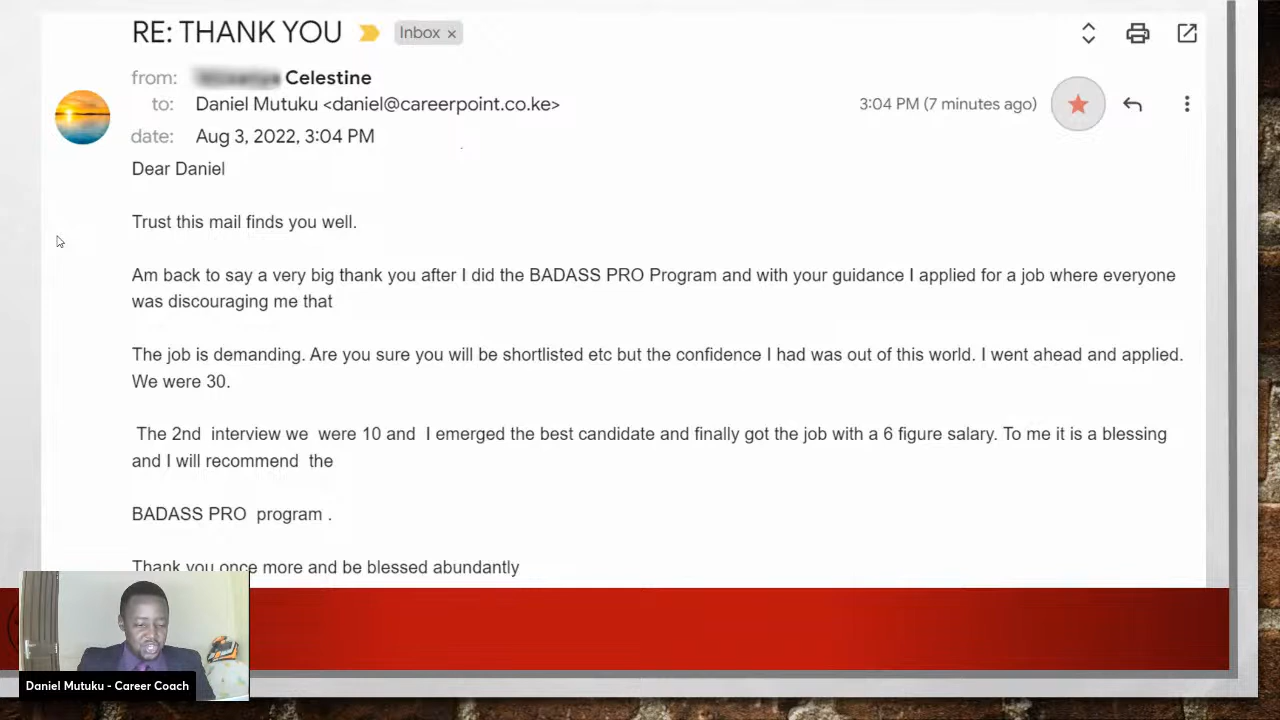 RE: THANK YOU
Inbox ×
from: Celestine
to: Daniel Mutuku <daniel@careerpoint.co.ke>
3:04 PM (7 minutes ago)
date: Aug 3, 2022, 3:04 PM
Dear Daniel
Trust this mail finds you well.
Am back to say a very big thank you after I did the BADASS PRO Program and with your guidance I applied for a job where everyone
was discouraging me that
The job is demanding. Are you sure you will be shortlisted etc but the confidence I had was out of this world. I went ahead and applied.
We were 30.
The 2nd interview we were 10 and I emerged the best candidate and finally got the job with a 6 figure salary. To me it is a blessing
and I will recommend the
BADASS PRO program .
Thank you once more and be blessed abundantly
Daniel Mutuku - Career Coach